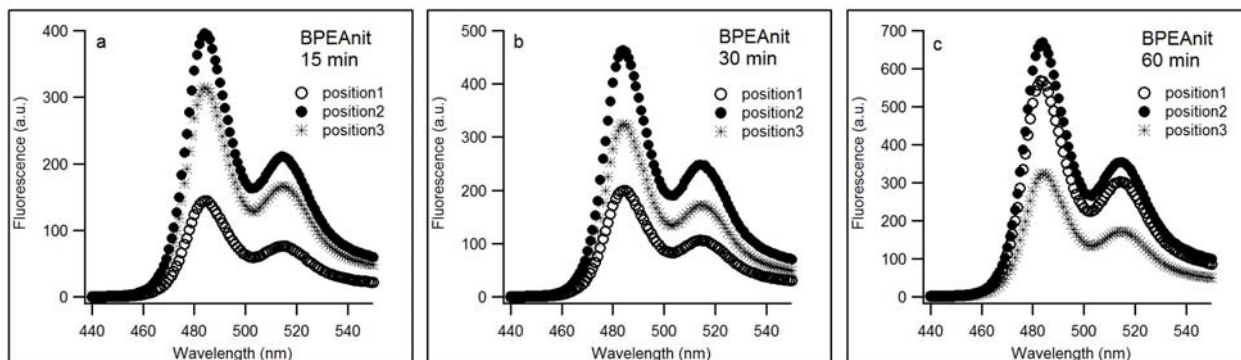 a
BPEAnit
15 min
position1
position2
position3
Fluorescence (a.u.)
400
300
200
100
0
440 460 480 500 520 540
Wavelength (nm)
b
BPEAnit
30 min
position1
position2
position3
Fluorescence (a.u.)
500
400
300
200
100
0
440 460 480 500 520 540
Wavelength (nm)
c
BPEAnit
60 min
position1
position2
position3
Fluorescence (a.u.)
700
600
500
400
300
200
100
0
440 460 480 500 520 540
Wavelength (nm)